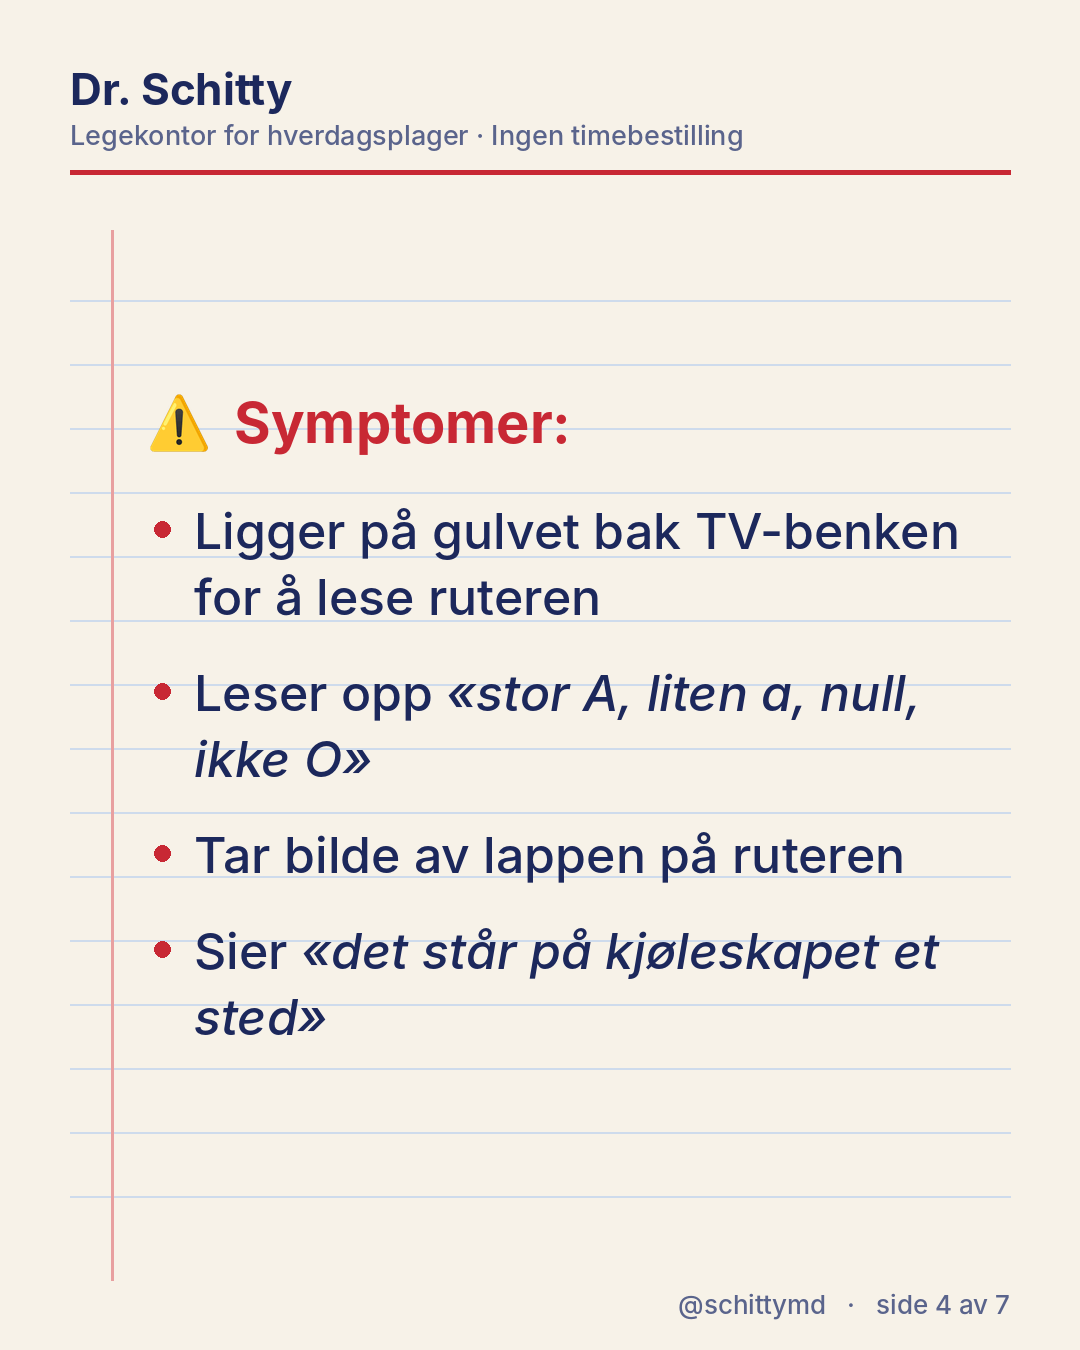 Dr. Schitty
Legekontor for hverdagsplager · Ingen timebestilling
⚠️ Symptomer:
• Ligger på gulvet bak TV-benken
for å lese ruteren
• Leser opp «stor A, liten a, null,
ikke O»
• Tar bilde av lappen på ruteren
• Sier «det står på kjøleskapet et
sted»
@schittymd · side 4 av 7